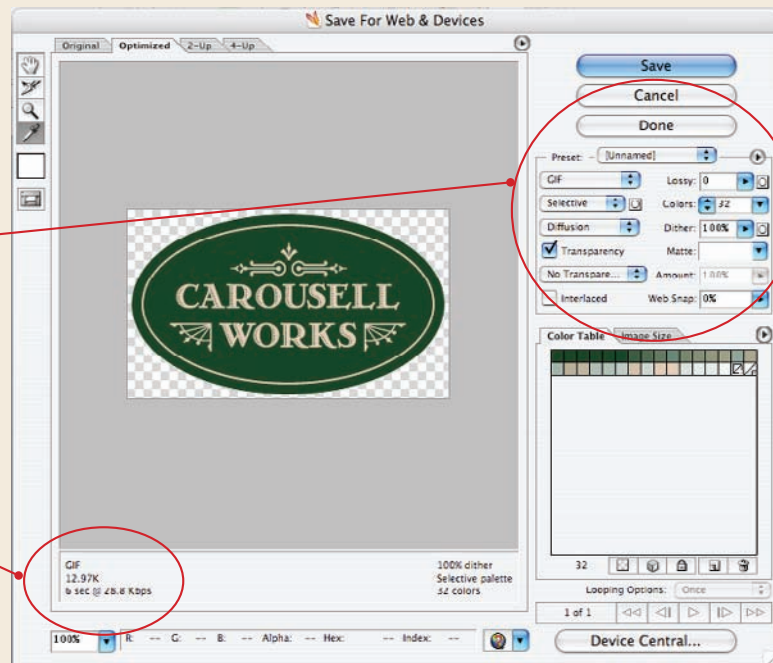 Save For Web & Devices
Original Optimized 2-Up 4-Up
Save
Cancel
Done
Preset: [Unnamed]
GIF Lossy: 0
Selective Colors: 32
Diffusion Dither: 100%
Transparency Matte:
No Transpare... Amount: 100%
Interlaced Web Snap: 0%
CAROUSELL
WORKS
Color Table Image Size
32
GIF
12.97K
6 sec @ 28.8 Kbps
100% dither
Selective palette
32 colors
Looping Options: Once
1 of 1
100% R: -- G: -- B: -- Alpha: -- Hex: -- Index: --
Device Central...